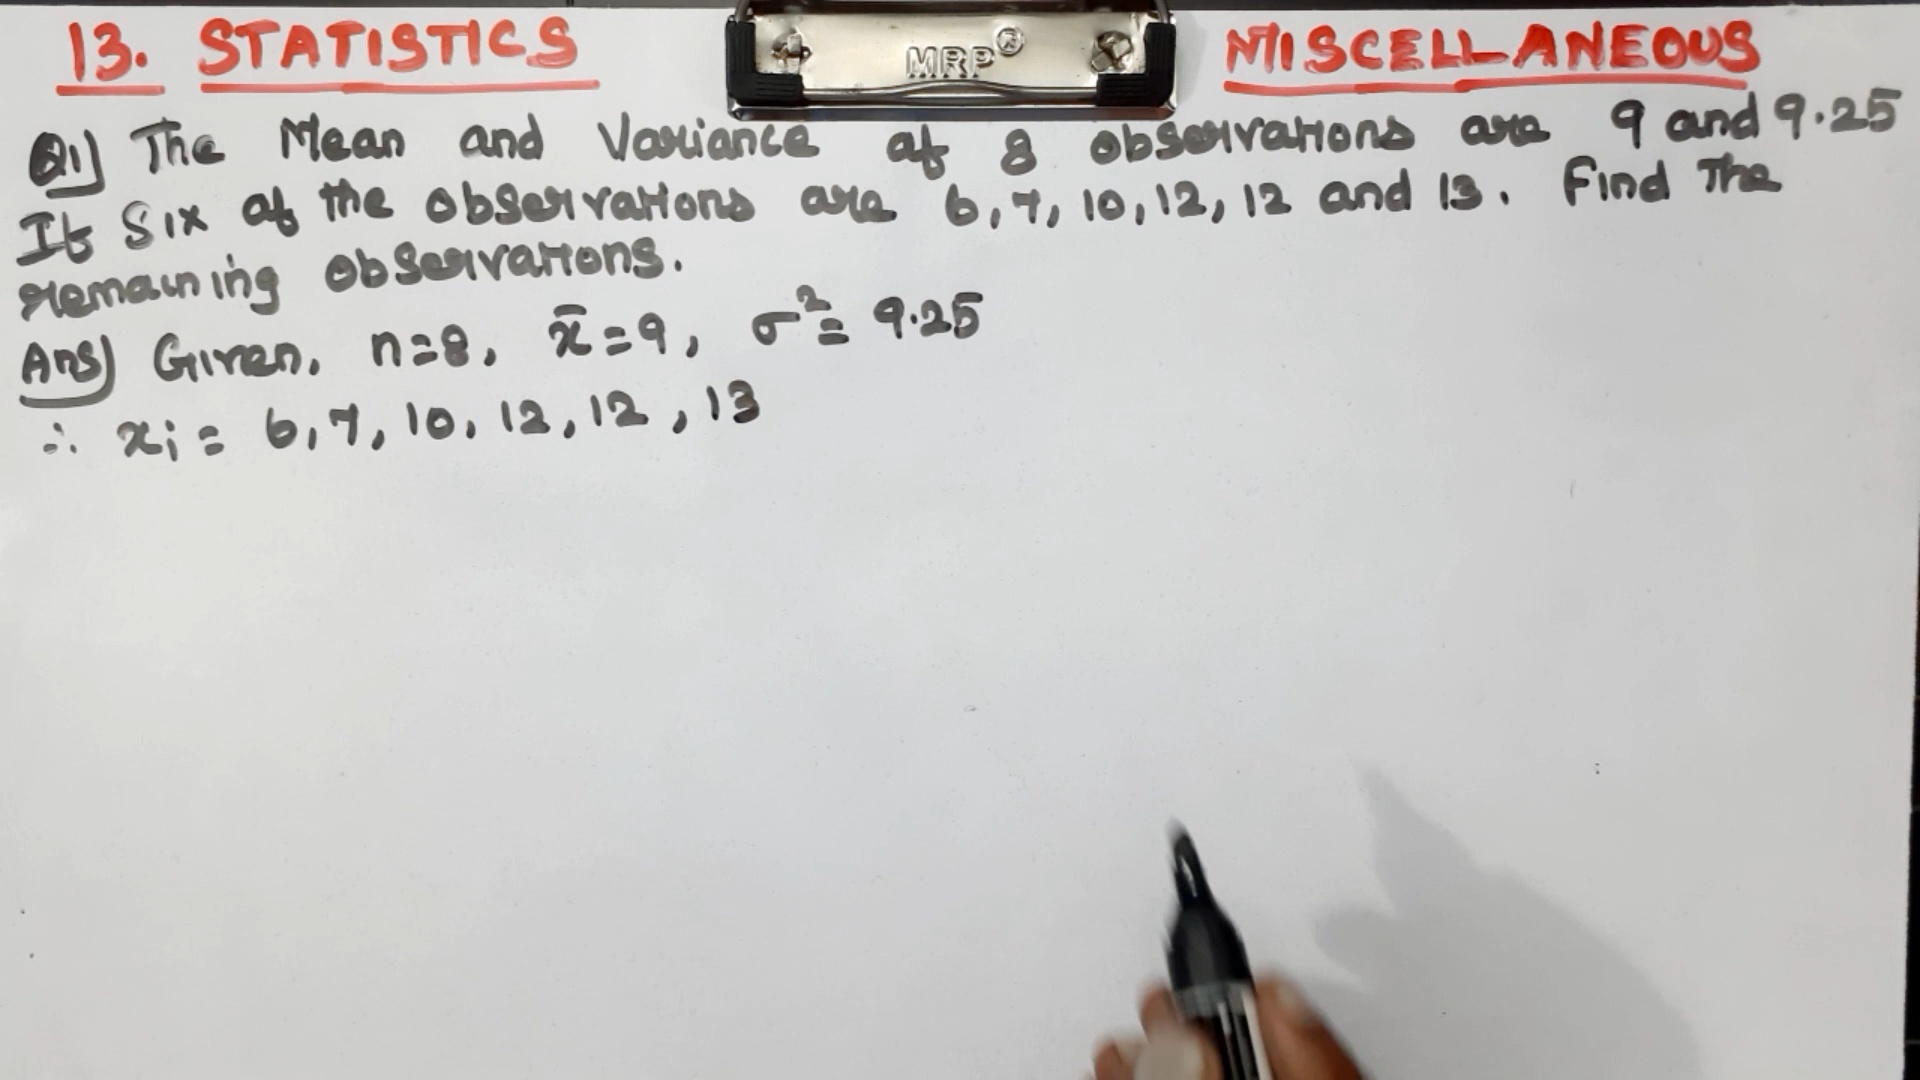 13. STATISTICS
MRP®
MISCELLANEOUS
Q1) The Mean and Variance of 8 observations are 9 and 9.25
If Six of the observations are 6, 7, 10, 12, 12 and 13. Find The
remaining observations.
Ans) Given, n=8, x̄=9, σ²= 9.25
∴ xi = 6, 7, 10, 12, 12, 13